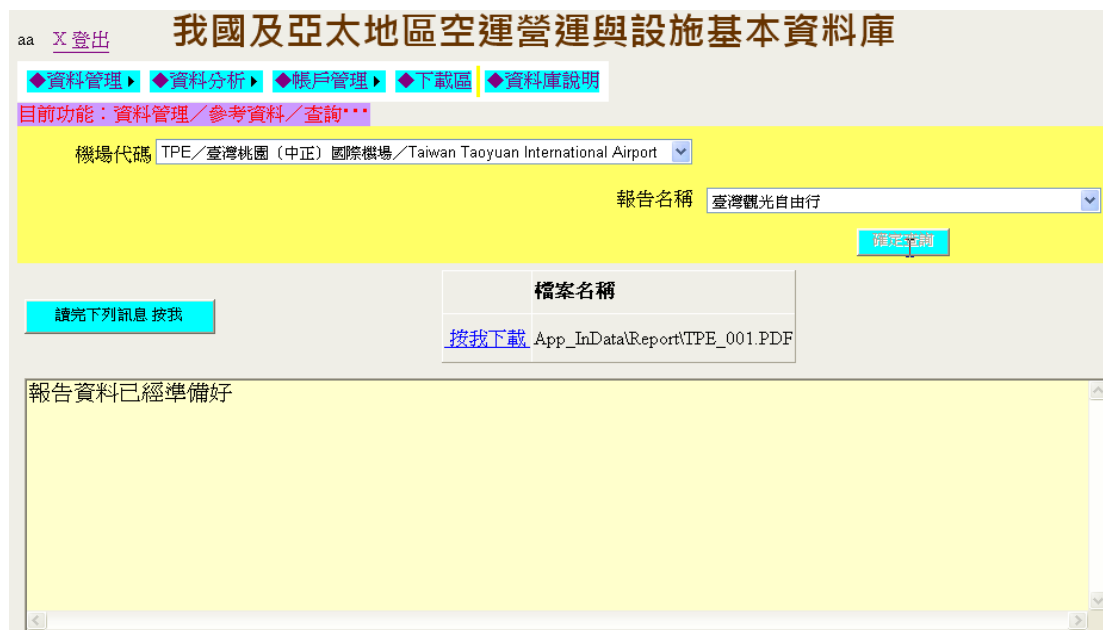 aa X 登出 我國及亞太地區空運營運與設施基本資料庫
◆資料管理▸ ◆資料分析▸ ◆帳戶管理▸ ◆下載區 ◆資料庫說明
目前功能：資料管理／參考資料／查詢･･･
機場代碼 TPE／臺灣桃園（中正）國際機場／Taiwan Taoyuan International Airport
報告名稱 臺灣觀光自由行
確定查詢
檔案名稱
讀完下列訊息 按我
按我下載 App_InData\Report\TPE_001.PDF
報告資料已經準備好